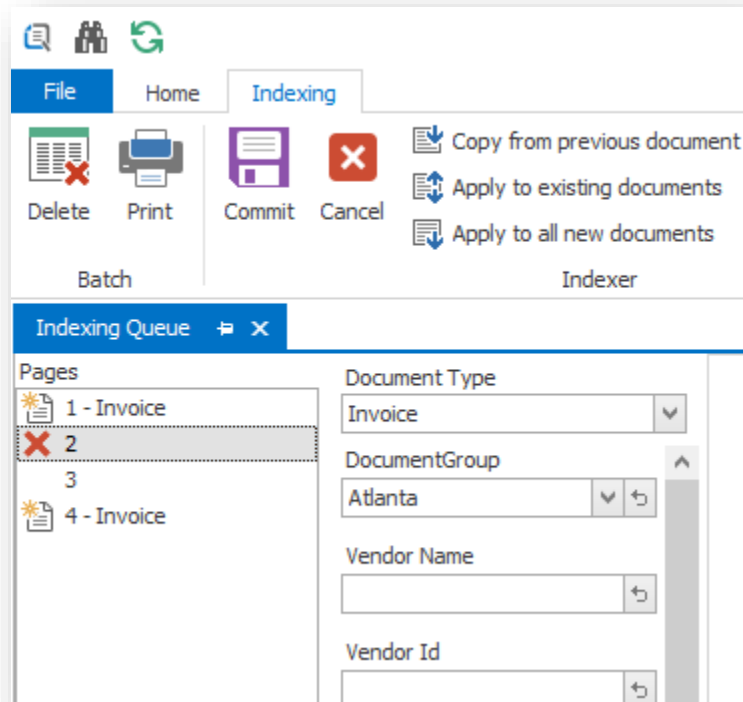 File Home Indexing
Copy from previous document
Apply to existing documents
Apply to all new documents
Delete Print Commit Cancel
Batch Indexer
Indexing Queue
Pages
1 - Invoice
2
3
4 - Invoice
Document Type
Invoice
DocumentGroup
Atlanta
Vendor Name
Vendor Id